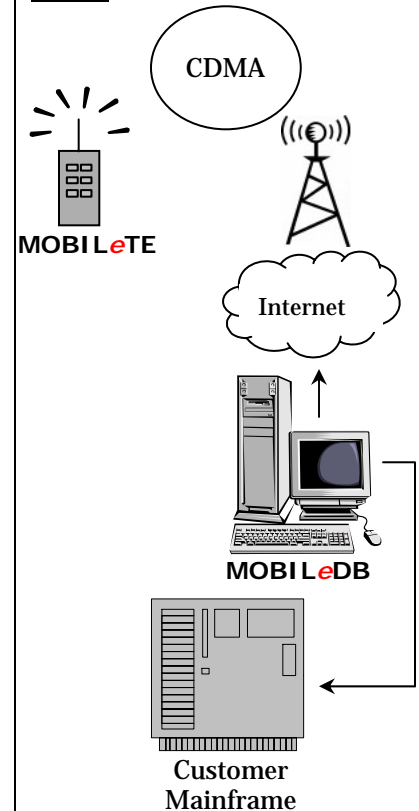 CDMA
MOBILeTE
Internet
MOBILeDB
Customer
Mainframe